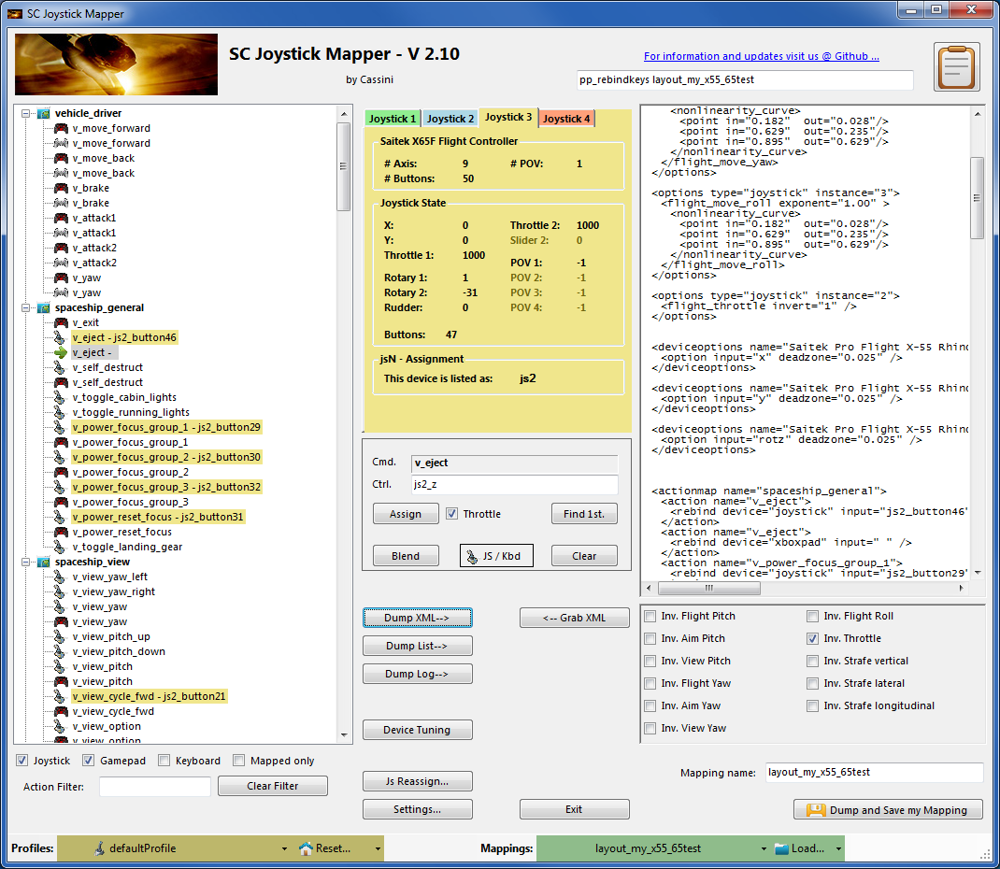 SC Joystick Mapper
SC Joystick Mapper - V 2.10
by Cassini
For information and updates visit us @ Github ...
pp_rebindkeys layout_my_x55_65test
vehicle_driver
v_move_forward
v_move_forward
v_move_back
v_move_back
v_brake
v_brake
v_attack1
v_attack1
v_attack2
v_attack2
v_yaw
v_yaw
spaceship_general
v_exit
v_eject - js2_button46
v_eject -
v_self_destruct
v_self_destruct
v_toggle_cabin_lights
v_toggle_running_lights
v_power_focus_group_1 - js2_button29
v_power_focus_group_1
v_power_focus_group_2 - js2_button30
v_power_focus_group_2
v_power_focus_group_3 - js2_button32
v_power_focus_group_3
v_power_reset_focus - js2_button31
v_power_reset_focus
v_toggle_landing_gear
spaceship_view
v_view_yaw_left
v_view_yaw_right
v_view_yaw
v_view_yaw
v_view_pitch_up
v_view_pitch_down
v_view_pitch
v_view_pitch
v_view_cycle_fwd - js2_button21
v_view_cycle_fwd
v_view_option
v_view_option
Joystick Gamepad Keyboard Mapped only
Action Filter: Clear Filter
Joystick 1 Joystick 2 Joystick 3 Joystick 4
Saitek X65F Flight Controller
# Axis: 9 # POV: 1
# Buttons: 50
Joystick State
X: 0 Throttle 2: 1000
Y: 0 Slider 2: 0
Throttle 1: 1000
POV 1: -1
Rotary 1: 1 POV 2: -1
Rotary 2: -31 POV 3: -1
Rudder: 0 POV 4: -1
Buttons: 47
jsN - Assignment
This device is listed as: js2
Cmd. v_eject
Ctrl. js2_z
Assign Throttle Find 1st.
Blend JS / Kbd Clear
Dump XML--> <-- Grab XML
Dump List-->
Dump Log-->
Device Tuning
Js Reassign...
Settings... Exit
<nonlinearity_curve>
<point in="0.182" out="0.028"/>
<point in="0.629" out="0.235"/>
<point in="0.895" out="0.629"/>
</nonlinearity_curve>
</flight_move_yaw>
</options>
<options type="joystick" instance="3">
<flight_move_roll exponent="1.00" >
<nonlinearity_curve>
<point in="0.182" out="0.028"/>
<point in="0.629" out="0.235"/>
<point in="0.895" out="0.629"/>
</nonlinearity_curve>
</flight_move_roll>
</options>
<options type="joystick" instance="2">
<flight_throttle invert="1" />
</options>
<deviceoptions name="Saitek Pro Flight X-55 Rhino
<option input="x" deadzone="0.025" />
</deviceoptions>
<deviceoptions name="Saitek Pro Flight X-55 Rhino
<option input="y" deadzone="0.025" />
</deviceoptions>
<deviceoptions name="Saitek Pro Flight X-55 Rhino
<option input="rotz" deadzone="0.025" />
</deviceoptions>
<actionmap name="spaceship_general">
<action name="v_eject">
<rebind device="joystick" input="js2_button46"
</action>
<action name="v_eject">
<rebind device="xboxpad" input=" " />
</action>
<action name="v_power_focus_group_1">
<rebind device="joystick" input="js2_button29"
Inv. Flight Pitch Inv. Flight Roll
Inv. Aim Pitch Inv. Throttle
Inv. View Pitch Inv. Strafe vertical
Inv. Flight Yaw Inv. Strafe lateral
Inv. Aim Yaw Inv. Strafe longitudinal
Inv. View Yaw
Mapping name: layout_my_x55_65test
Dump and Save my Mapping
Profiles: defaultProfile Reset... Mappings: layout_my_x55_65test Load...